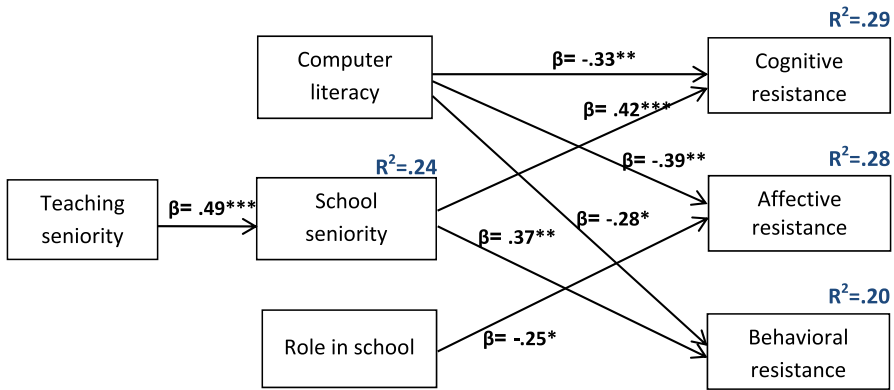 R²=.29
Computer
literacy
β= -.33**
Cognitive
resistance
β= .42***
R²=.24
β= -.39**
R²=.28
Teaching
seniority
β= .49***
School
seniority
Affective
resistance
β= .37**
β= -.28*
R²=.20
Role in school
β= -.25*
Behavioral
resistance